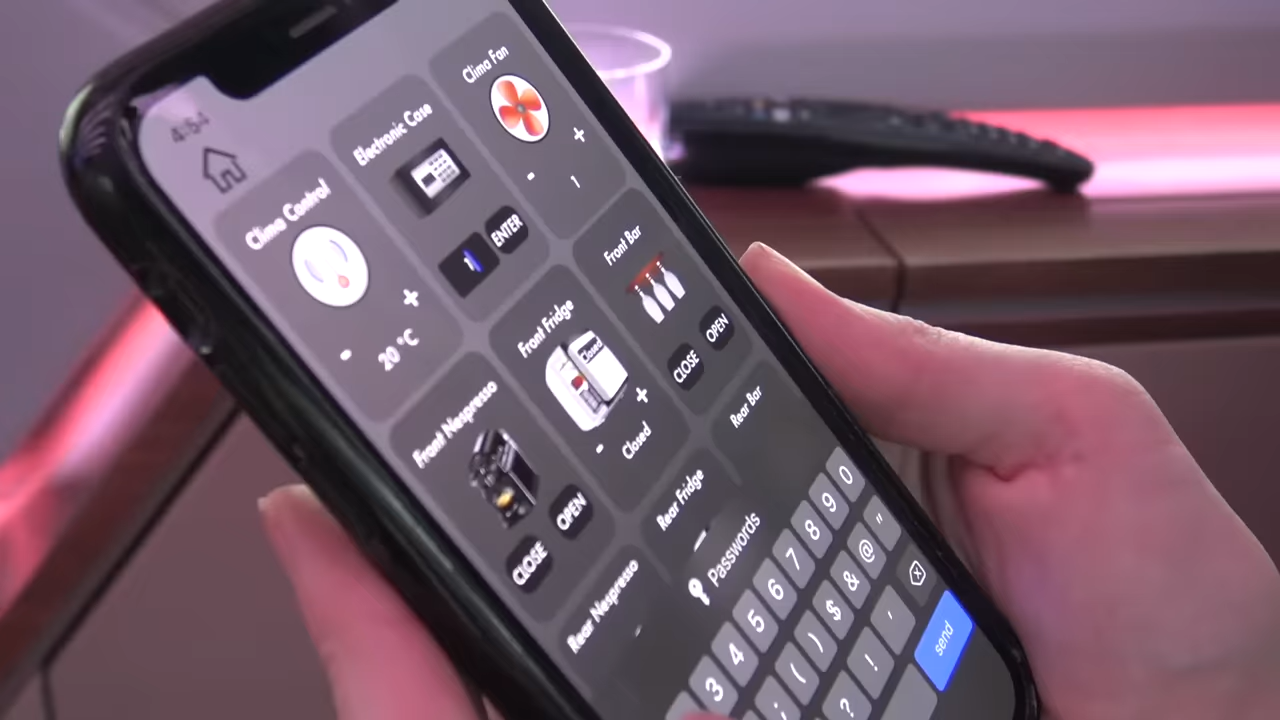 4:54
Clima Control
-
20 °C
+
Electronic Case
1
ENTER
Clima Fan
-
1
+
Front Nespresso
CLOSE
OPEN
Front Fridge
Closed
-
Closed
+
Front Bar
CLOSE
OPEN
Rear Nespresso
Rear Fridge
Rear Bar
Passwords
3 4 5 6 7 8 9 0
; ( ) $ & @ "
? ! '
send